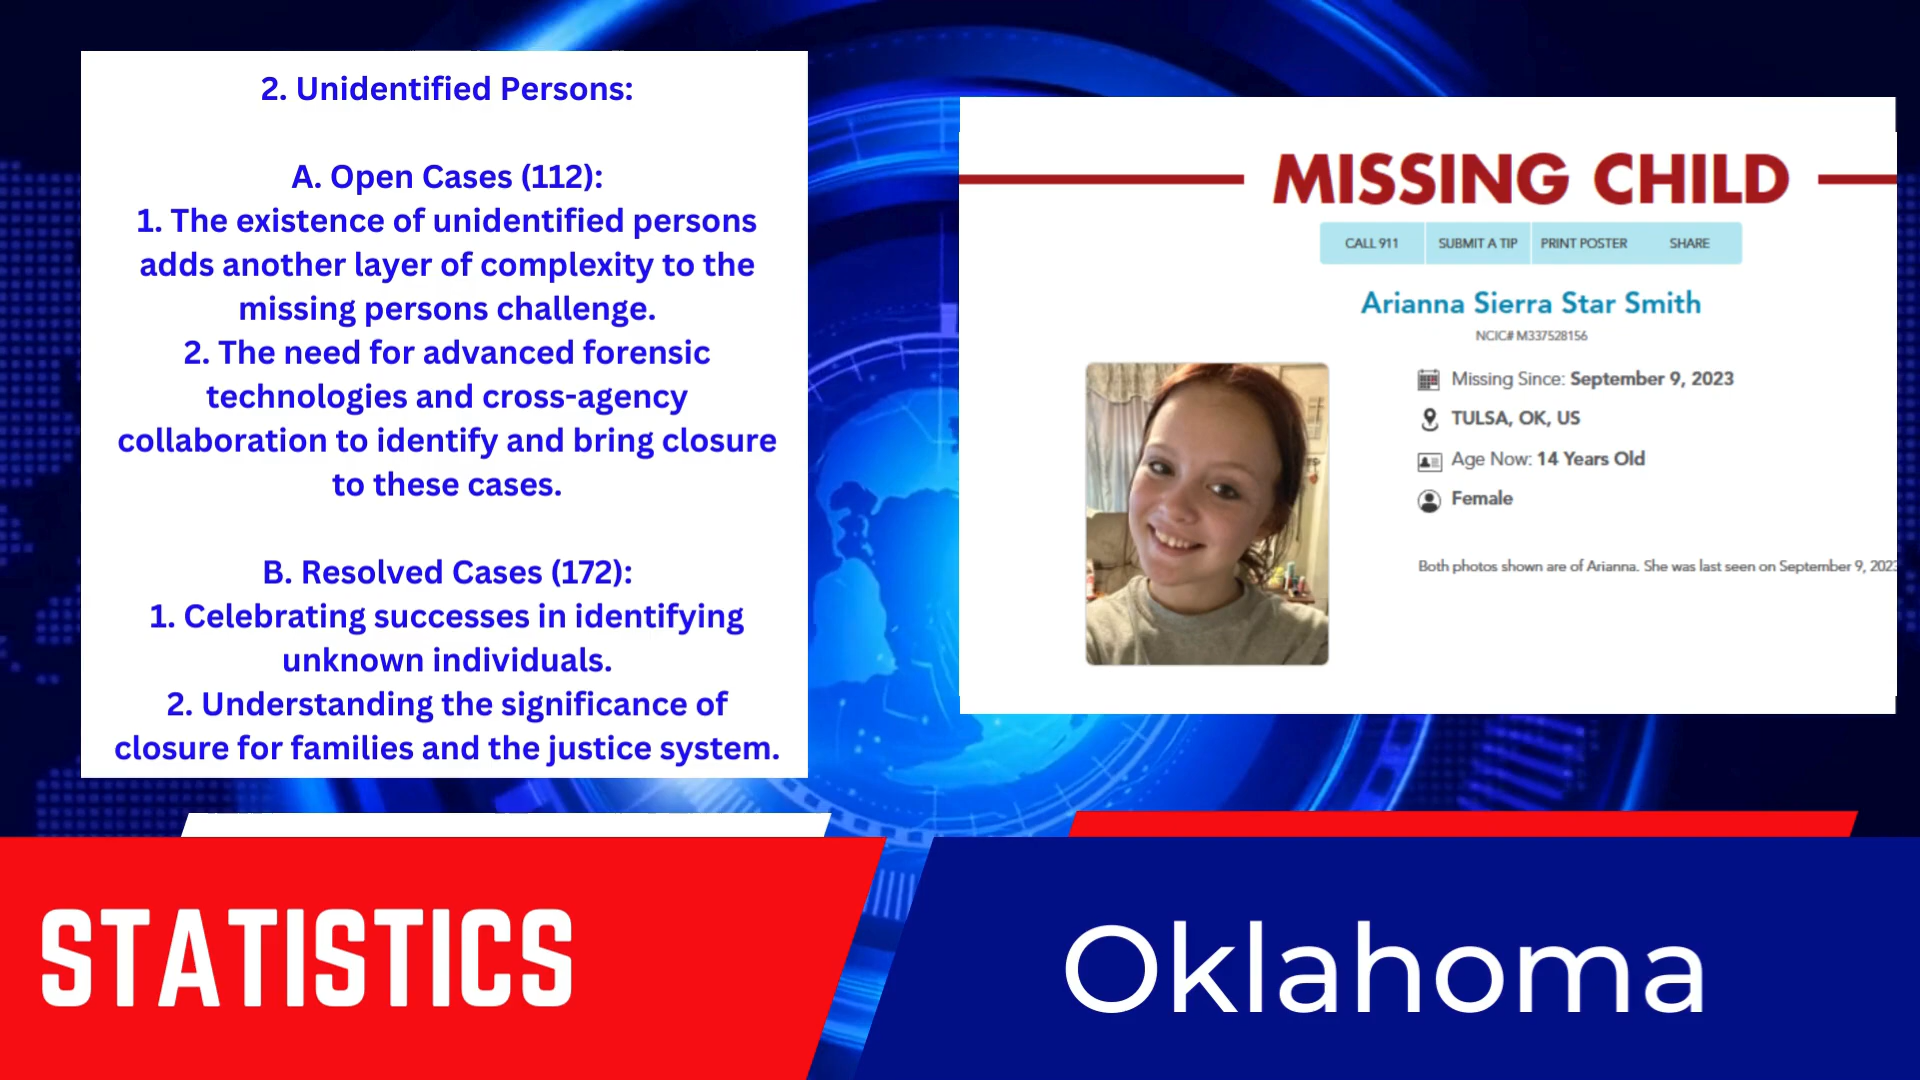 2. Unidentified Persons:
A. Open Cases (112):
1. The existence of unidentified persons
adds another layer of complexity to the
missing persons challenge.
2. The need for advanced forensic
technologies and cross-agency
collaboration to identify and bring closure
to these cases.
B. Resolved Cases (172):
1. Celebrating successes in identifying
unknown individuals.
2. Understanding the significance of
closure for families and the justice system.
MISSING CHILD
CALL 911
SUBMIT A TIP
PRINT POSTER
SHARE
Arianna Sierra Star Smith
NCIC# M337528156
Missing Since: September 9, 2023
TULSA, OK, US
Age Now: 14 Years Old
Female
Both photos shown are of Arianna. She was last seen on September 9, 2023
STATISTICS
Oklahoma